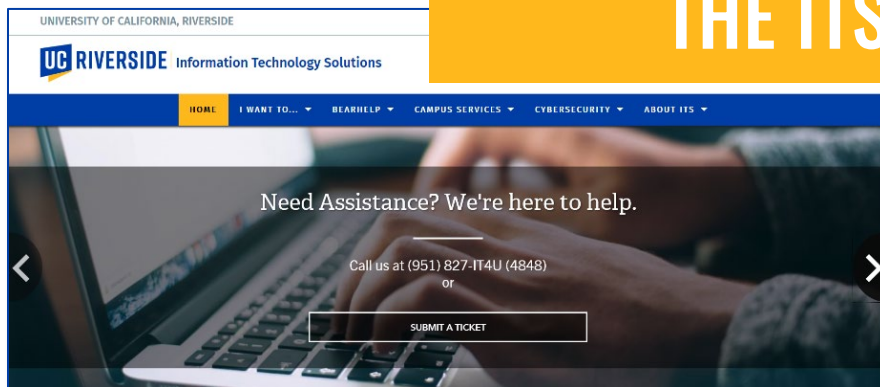 THE ITS
UNIVERSITY OF CALIFORNIA, RIVERSIDE
UC RIVERSIDE Information Technology Solutions
HOME I WANT TO... BEARHELP CAMPUS SERVICES CYBERSECURITY ABOUT ITS
Need Assistance? We're here to help.
Call us at (951) 827-IT4U (4848)
or
SUBMIT A TICKET